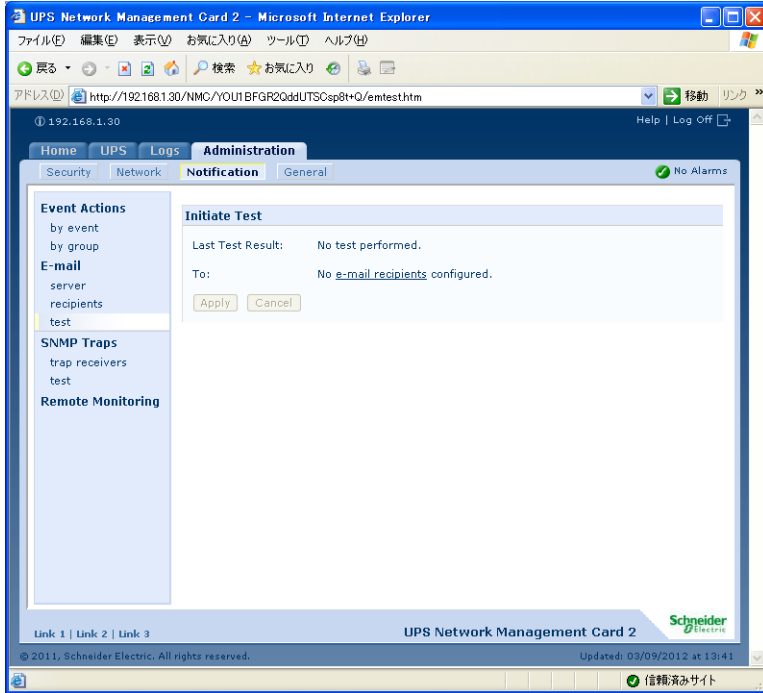 UPS Network Management Card 2 - Microsoft Internet Explorer
ファイル(F) 編集(E) 表示(V) お気に入り(A) ツール(T) ヘルプ(H)
戻る 検索 お気に入り
アドレス(D) http://192.168.1.30/NMC/YOU1BFGR2QddUTSCsp8t+Q/emtest.htm 移動 リンク »
192.168.1.30 Help | Log Off
Home UPS Logs Administration
Security Network Notification General No Alarms
Event Actions
by event
by group
E-mail
server
recipients
test
SNMP Traps
trap receivers
test
Remote Monitoring
Initiate Test
Last Test Result: No test performed.
To: No e-mail recipients configured.
Apply Cancel
Link 1 | Link 2 | Link 3
UPS Network Management Card 2
Schneider
Electric
© 2011, Schneider Electric. All rights reserved. Updated: 03/09/2012 at 13:41
信頼済みサイト